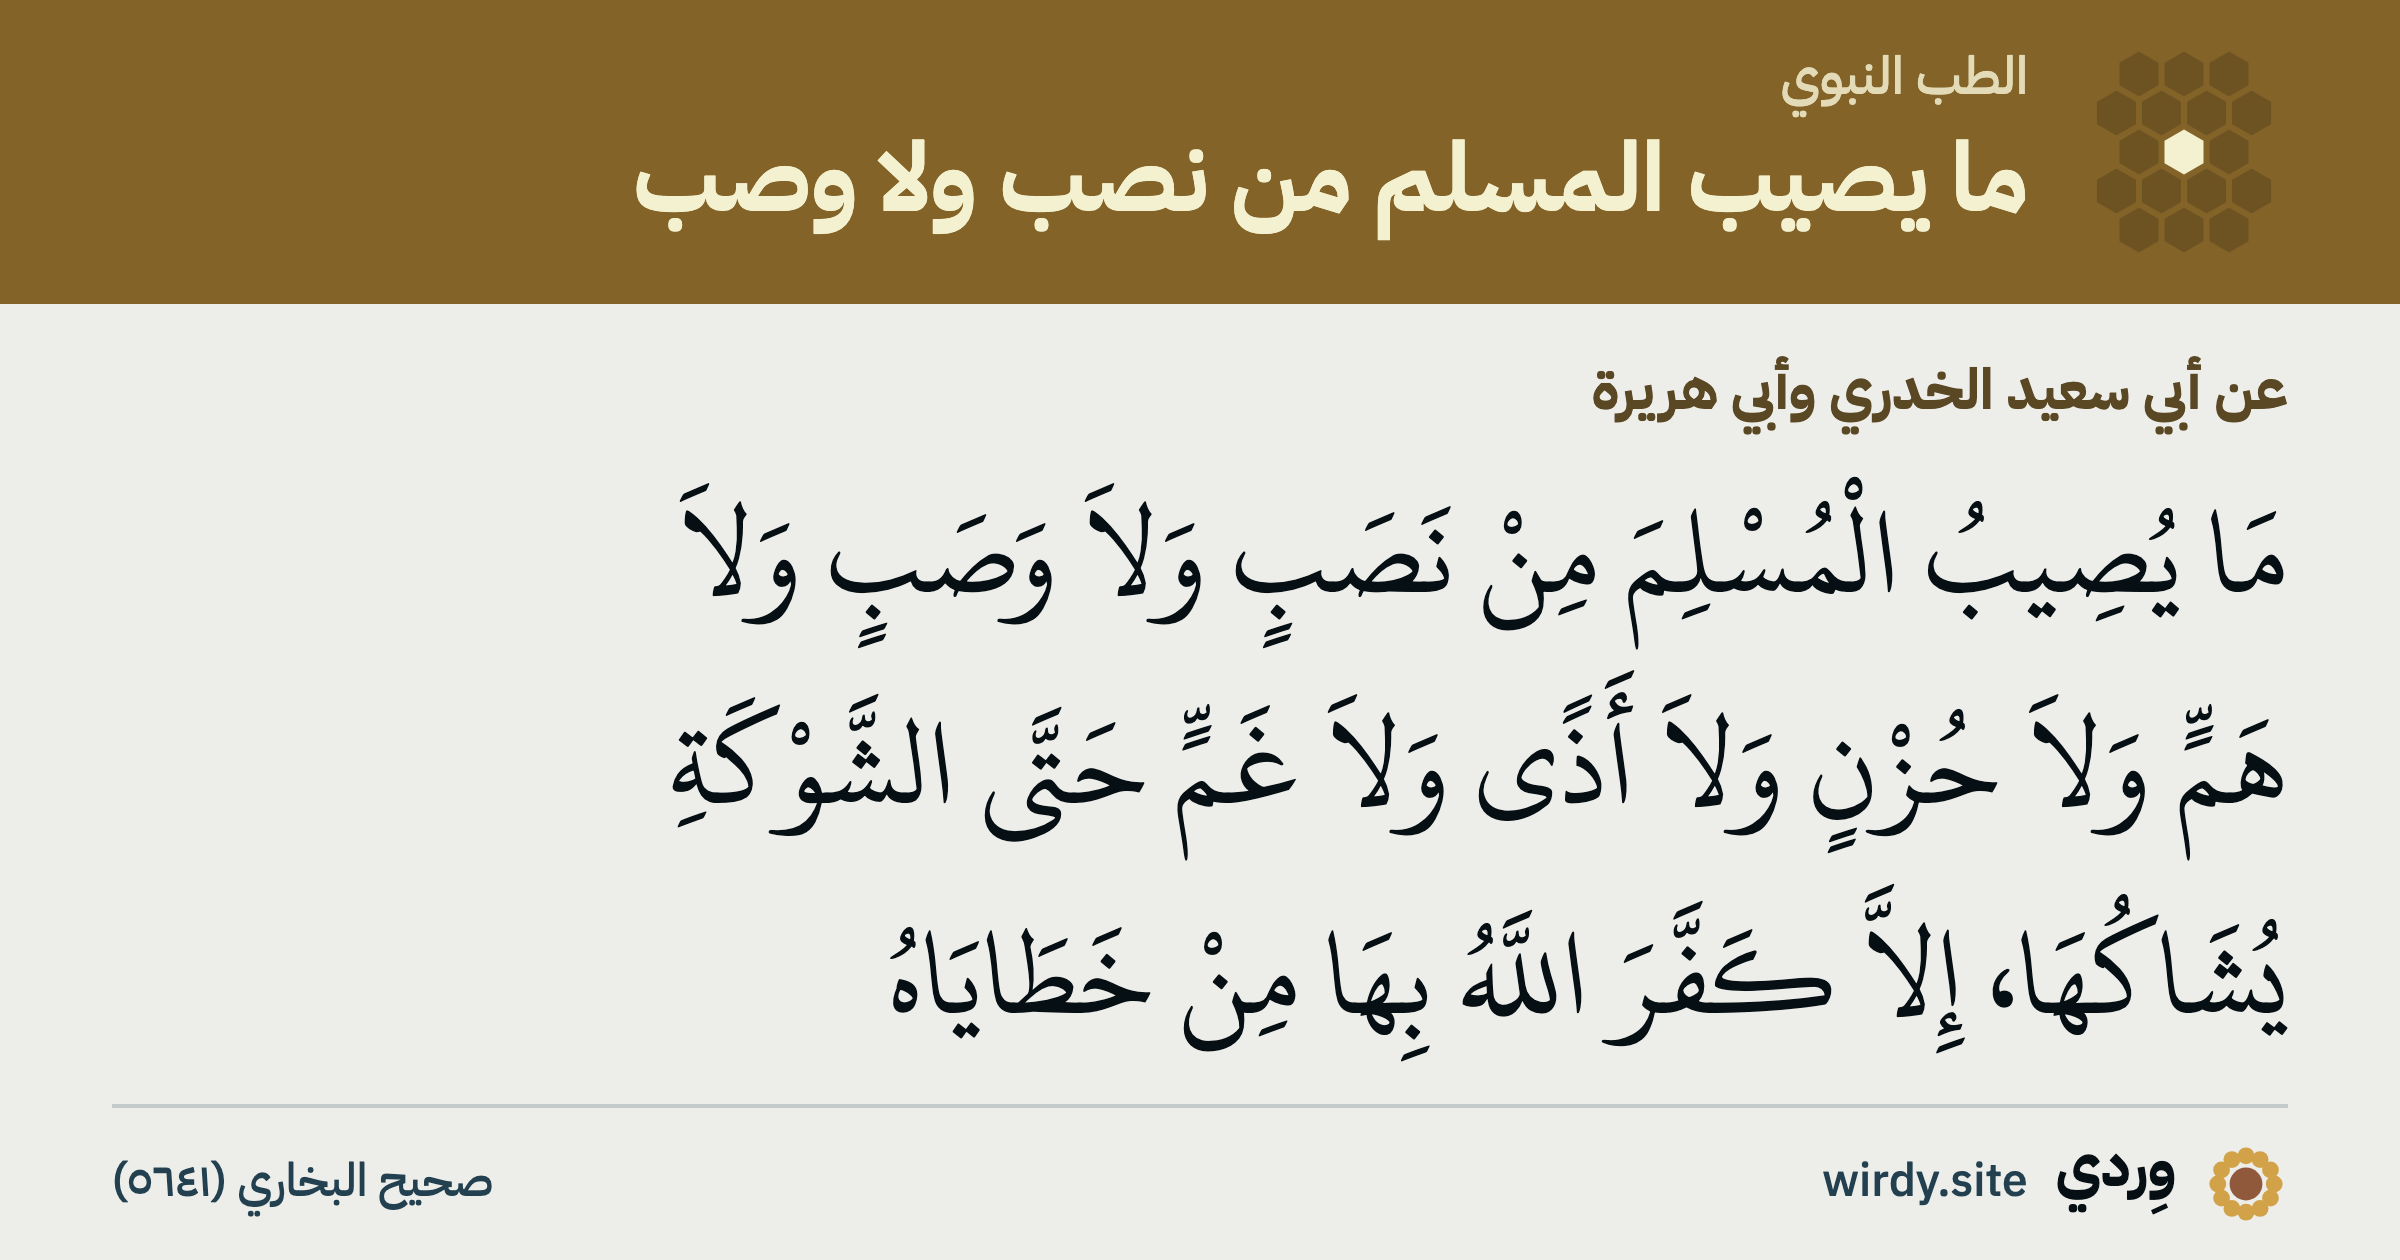 الطب النبوي
ما يصيب المسلم من نصب ولا وصب
عن أبي سعيد الخدري وأبي هريرة
مَا يُصِيبُ الْمُسْلِمَ مِنْ نَصَبٍ وَلاَ وَصَبٍ وَلاَ
هَمٍّ وَلاَ حُزْنٍ وَلاَ أَذًى وَلاَ غَمٍّ حَتَّى الشَّوْكَةِ
يُشَاكُهَا، إِلاَّ كَفَّرَ اللَّهُ بِهَا مِنْ خَطَايَاهُ
وِردي wirdy.site
صحيح البخاري (٥٦٤١)